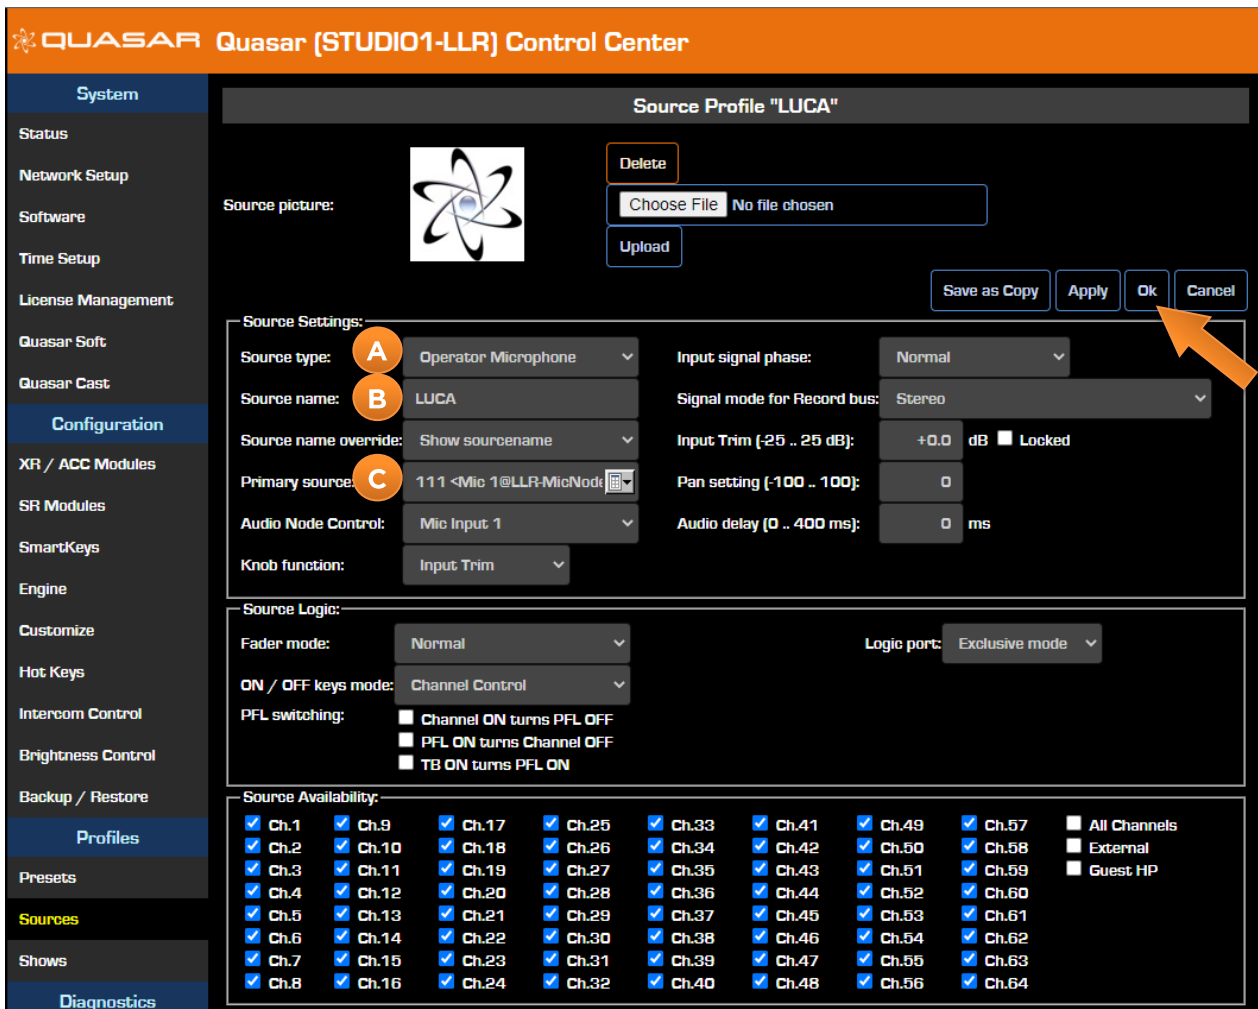 QUASAR Quasar (STUDIO1-LLR) Control Center
System
Status
Network Setup
Software
Time Setup
License Management
Quasar Soft
Quasar Cast
Configuration
XR / ACC Modules
SR Modules
SmartKeys
Engine
Customize
Hot Keys
Intercom Control
Brightness Control
Backup / Restore
Profiles
Presets
Sources
Shows
Diagnostics
Source Profile "LUCA"
Source picture:
Delete
Choose File No file chosen
Upload
Save as Copy Apply Ok Cancel
Source Settings:
Source type: A Operator Microphone Input signal phase: Normal
Source name: B LUCA Signal mode for Record bus: Stereo
Source name override: Show sourcename Input Trim (-25 .. 25 dB): +0.0 dB Locked
Primary source: C 111 <Mic 1@LLR-MicNode Pan setting (-100 .. 100): 0
Audio Node Control: Mic Input 1 Audio delay (0 .. 400 ms): 0 ms
Knob function: Input Trim
Source Logic:
Fader mode: Normal Logic port: Exclusive mode
ON / OFF keys mode: Channel Control
PFL switching: Channel ON turns PFL OFF
PFL ON turns Channel OFF
TB ON turns PFL ON
Source Availability:
Ch.1 Ch.9 Ch.17 Ch.25 Ch.33 Ch.41 Ch.49 Ch.57 All Channels
Ch.2 Ch.10 Ch.18 Ch.26 Ch.34 Ch.42 Ch.50 Ch.58 External
Ch.3 Ch.11 Ch.19 Ch.27 Ch.35 Ch.43 Ch.51 Ch.59 Guest HP
Ch.4 Ch.12 Ch.20 Ch.28 Ch.36 Ch.44 Ch.52 Ch.60
Ch.5 Ch.13 Ch.21 Ch.29 Ch.37 Ch.45 Ch.53 Ch.61
Ch.6 Ch.14 Ch.22 Ch.30 Ch.38 Ch.46 Ch.54 Ch.62
Ch.7 Ch.15 Ch.23 Ch.31 Ch.39 Ch.47 Ch.55 Ch.63
Ch.8 Ch.16 Ch.24 Ch.32 Ch.40 Ch.48 Ch.56 Ch.64